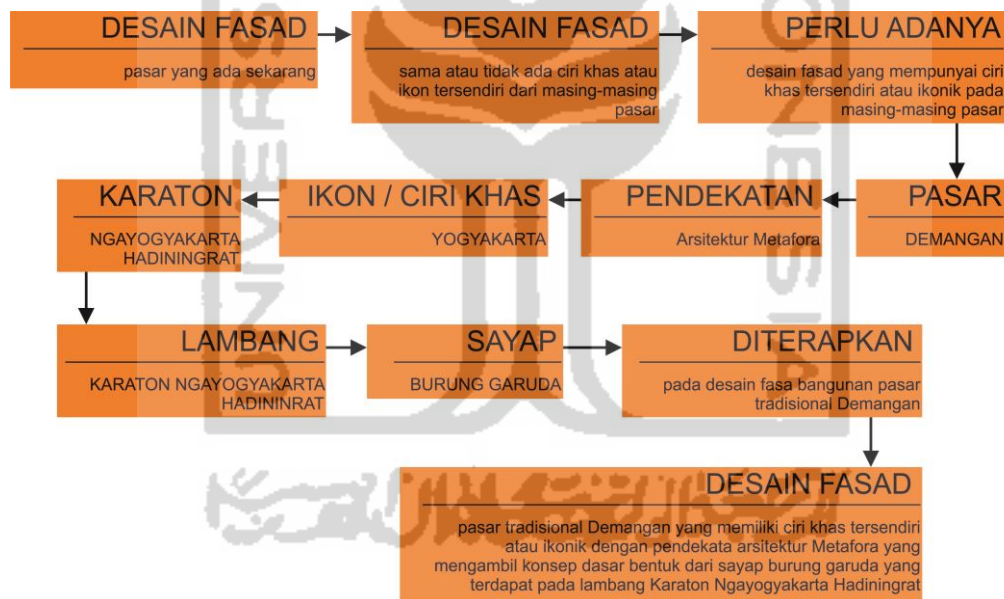 DESAIN FASAD
pasar yang ada sekarang
DESAIN FASAD
sama atau tidak ada ciri khas atau
ikon tersendiri dari masing-masing
pasar
PERLU ADANYA
desain fasad yang mempunyai ciri
khas tersendiri atau ikonik pada
masing-masing pasar
PASAR
DEMANGAN
PENDEKATAN
Arsitektur Metafora
IKON / CIRI KHAS
YOGYAKARTA
KARATON
NGAYOGYAKARTA
HADININGRAT
LAMBANG
KARATON NGAYOGYAKARTA
HADININRAT
SAYAP
BURUNG GARUDA
DITERAPKAN
pada desain fasa bangunan pasar
tradisional Demangan
DESAIN FASAD
pasar tradisional Demangan yang memiliki ciri khas tersendiri
atau ikonik dengan pendekata arsitektur Metafora yang
mengambil konsep dasar bentuk dari sayap burung garuda yang
terdapat pada lambang Karaton Ngayogyakarta Hadiningrat